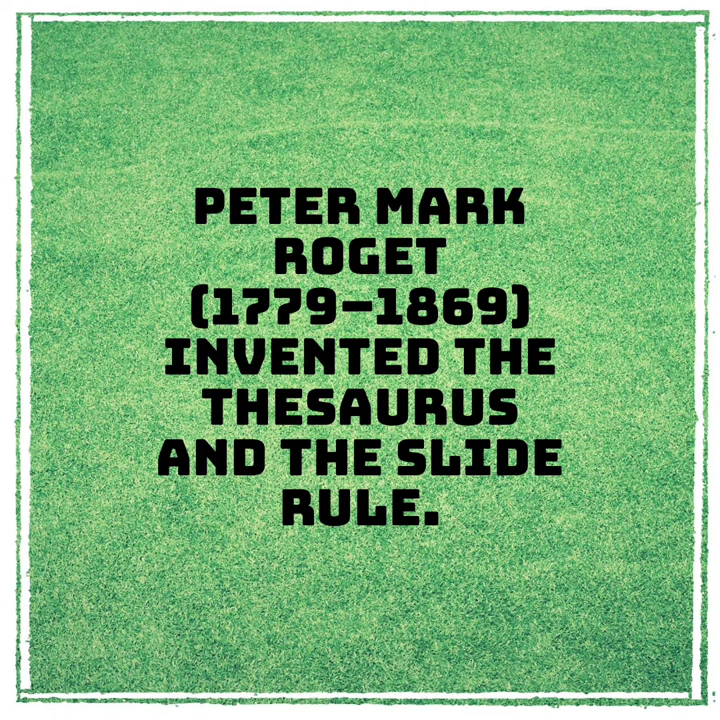 PETER MARK
ROGET
(1779–1869)
INVENTED THE
THESAURUS
AND THE SLIDE
RULE.